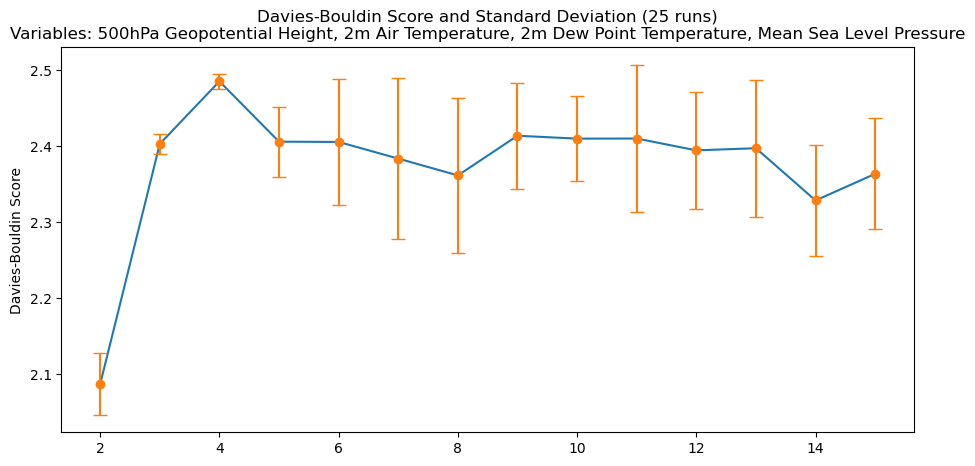 Davies-Bouldin Score and Standard Deviation (25 runs)
Variables: 500hPa Geopotential Height, 2m Air Temperature, 2m Dew Point Temperature, Mean Sea Level Pressure
Davies-Bouldin Score
2.5
2.4
2.3
2.2
2.1
2 4 6 8 10 12 14